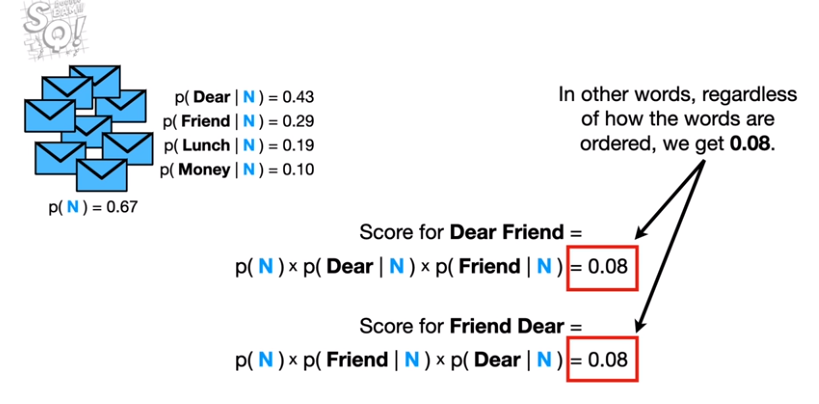 SQ!
p( Dear | N ) = 0.43
p( Friend | N ) = 0.29
p( Lunch | N ) = 0.19
p( Money | N ) = 0.10
p( N ) = 0.67
In other words, regardless
of how the words are
ordered, we get 0.08.
Score for Dear Friend =
p( N ) × p( Dear | N ) × p( Friend | N ) = 0.08
Score for Friend Dear =
p( N ) × p( Friend | N ) × p( Dear | N ) = 0.08